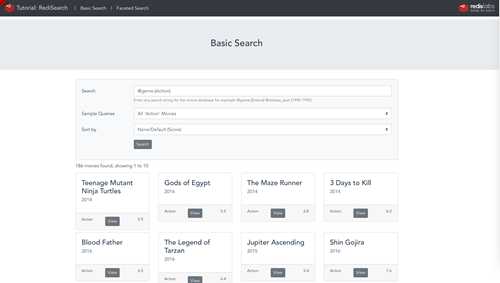 Tutorial: RediSearch | Basic Search | Faceted Search
redislabs
HOME OF REDIS
Basic Search
Search
@genre:{Action}
Enter any search string for the movie database for example @genre:{Drama} @release_year:[1990 1995]
Sample Queries
All 'Action' Movies
Sort by
None/Default (Score)
Search
186 movies found, showing 1 to 10
Teenage Mutant Ninja Turtles
2014
Action View 5.9
Gods of Egypt
2016
Action View 5.5
The Maze Runner
2014
Action View 6.8
3 Days to Kill
2014
Action View 6.2
Blood Father
2016
Action View 6.5
The Legend of Tarzan
2016
Action View 6.4
Jupiter Ascending
2015
Action View 5.4
Shin Gojira
2016
Action View 7.6